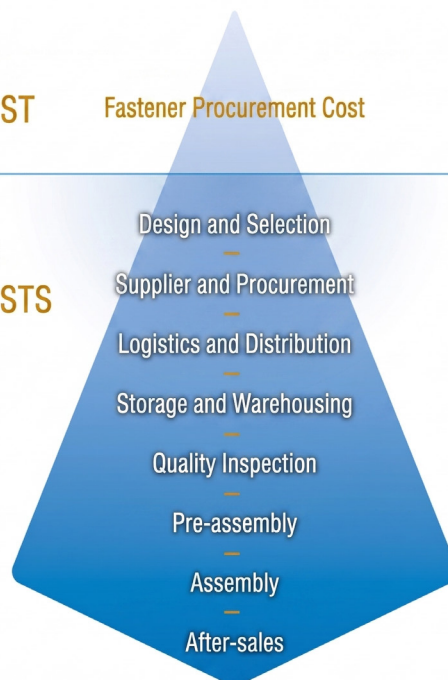 ST
Fastener Procurement Cost
Design and Selection
STS
Supplier and Procurement
Logistics and Distribution
Storage and Warehousing
Quality Inspection
Pre-assembly
Assembly
After-sales